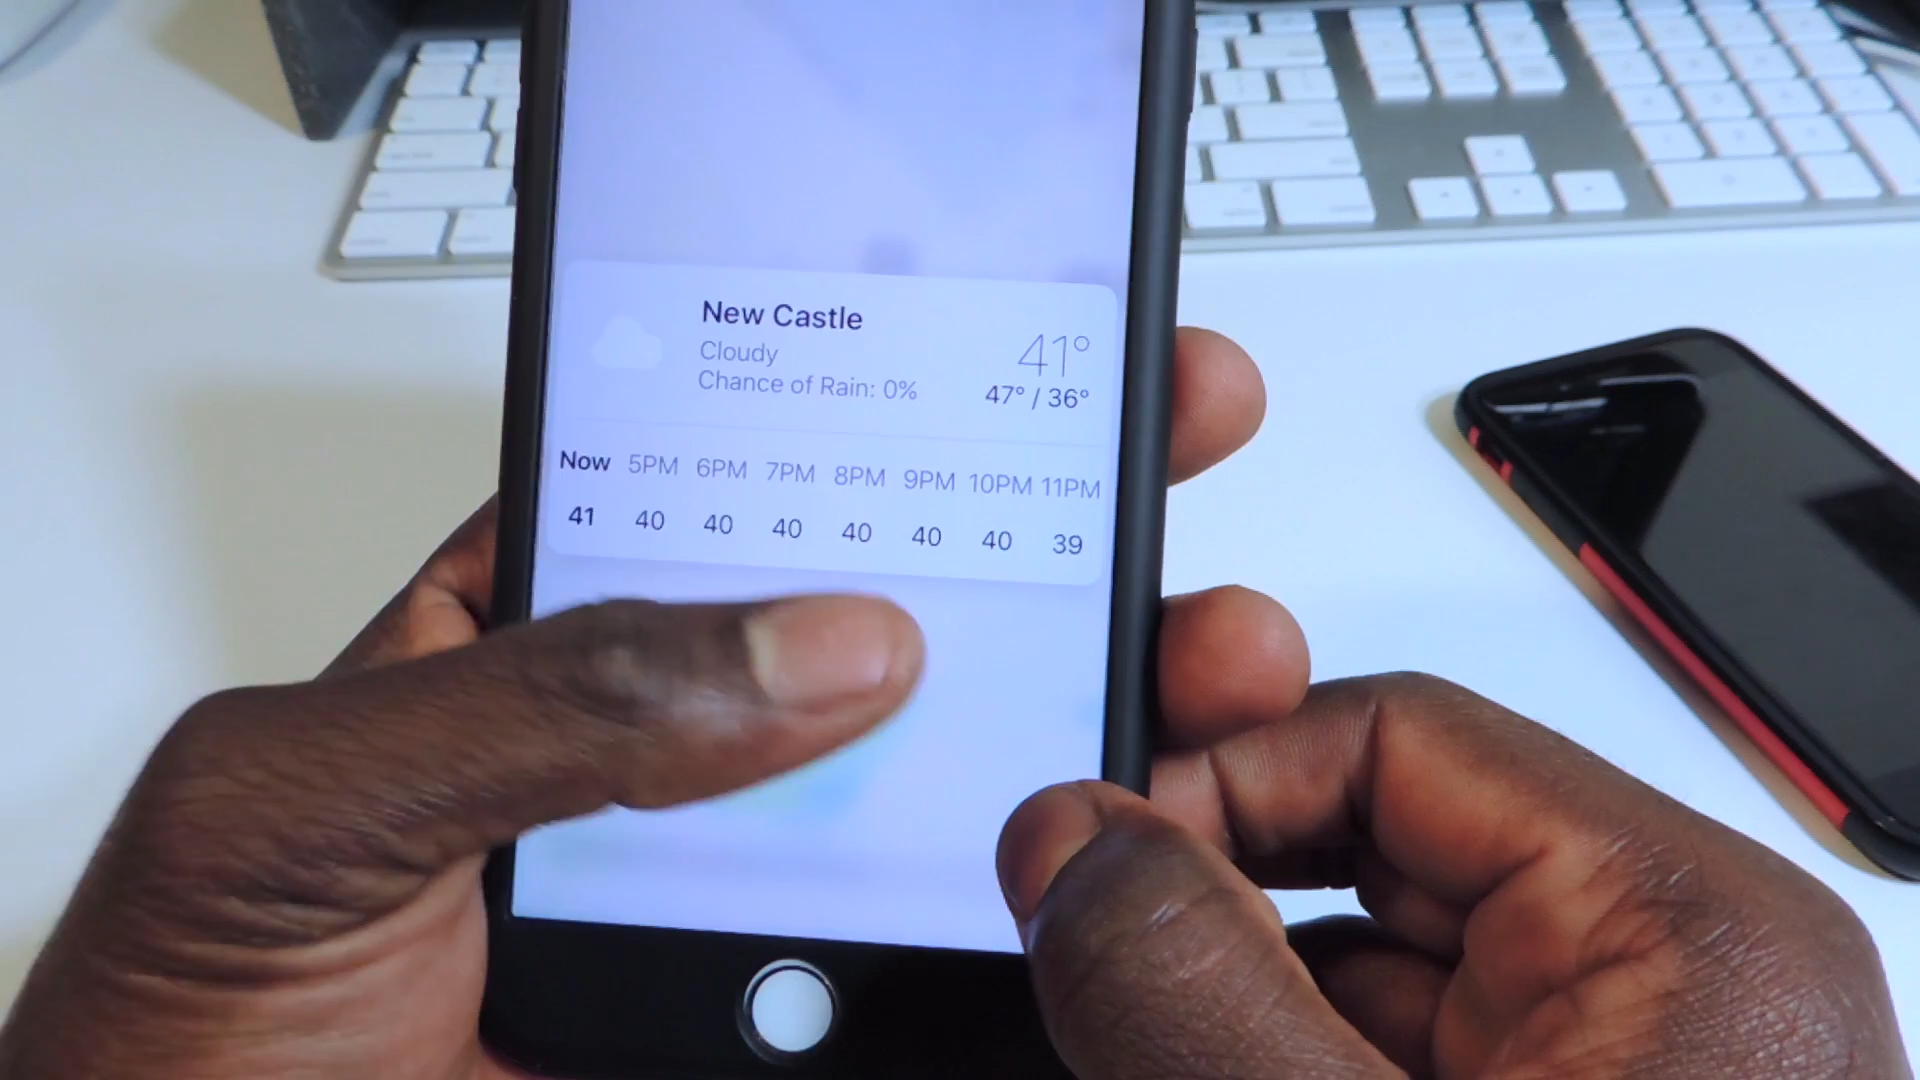 New Castle
Cloudy
Chance of Rain: 0%
41°
47° / 36°
Now 5PM 6PM 7PM 8PM 9PM 10PM 11PM
41 40 40 40 40 40 40 39